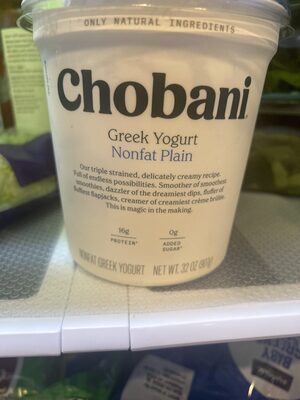 ONLY NATURAL INGREDIENTS
Chobani
Greek Yogurt
Nonfat Plain
Our triple strained, delicately creamy recipe.
Full of endless possibilities. Smoother of smoothest
smoothies, dazzler of the dreamiest dips, fluffer of
fluffiest flapjacks, creamer of creamiest crème brûlée.
This is magic in the making.
16g
PROTEIN*
0g
ADDED
SUGAR*
NONFAT GREEK YOGURT NET WT. 32 OZ (907g)
BABY